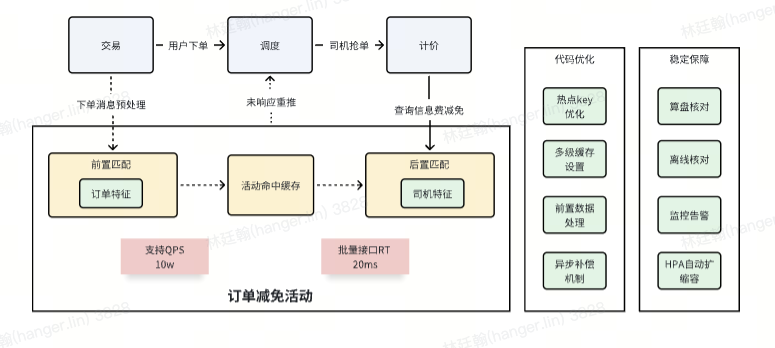 交易
用户下单
调度
司机抢单
计价
下单消息预处理
未响应重推
查询信息费减免
前置匹配
订单特征
活动命中缓存
后置匹配
司机特征
支持QPS
10w
批量接口RT
20ms
订单减免活动
代码优化
热点key
优化
多级缓存
设置
前置数据
处理
异步补偿
机制
稳定保障
算盘核对
离线核对
监控告警
HPA自动扩
缩容
林廷翰(hanger.lin) 3828